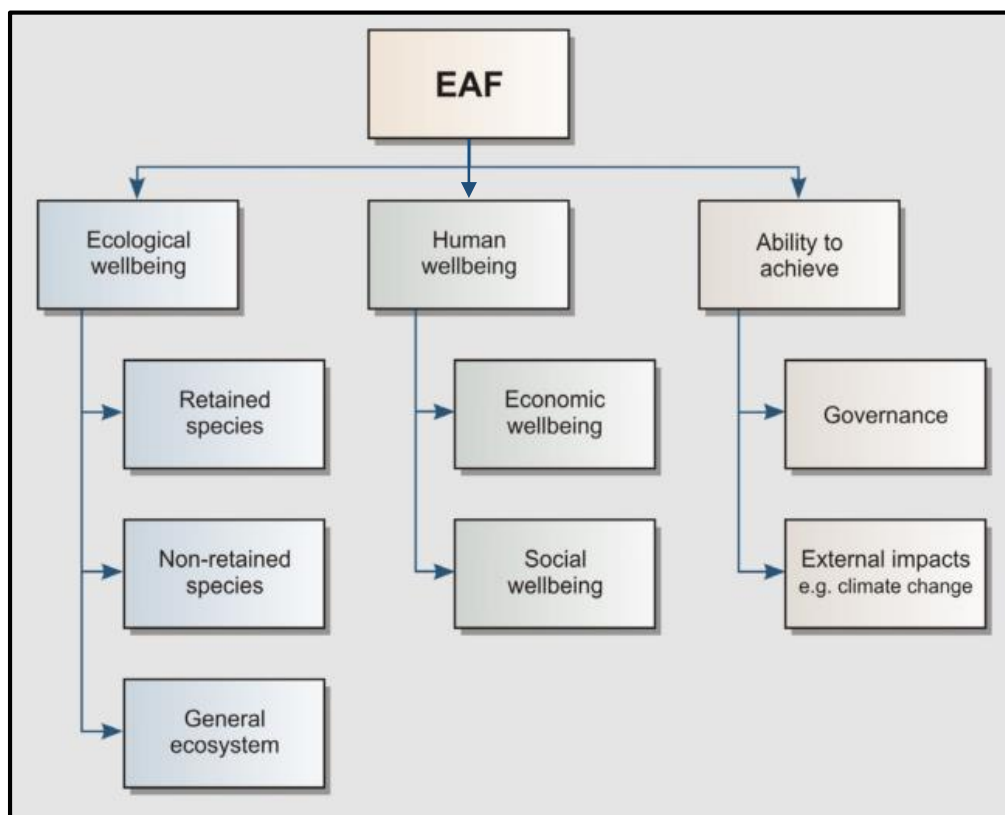 EAF
Ecological
wellbeing
Human
wellbeing
Ability to
achieve
Retained
species
Economic
wellbeing
Governance
Non-retained
species
Social
wellbeing
External impacts
e.g. climate change
General
ecosystem